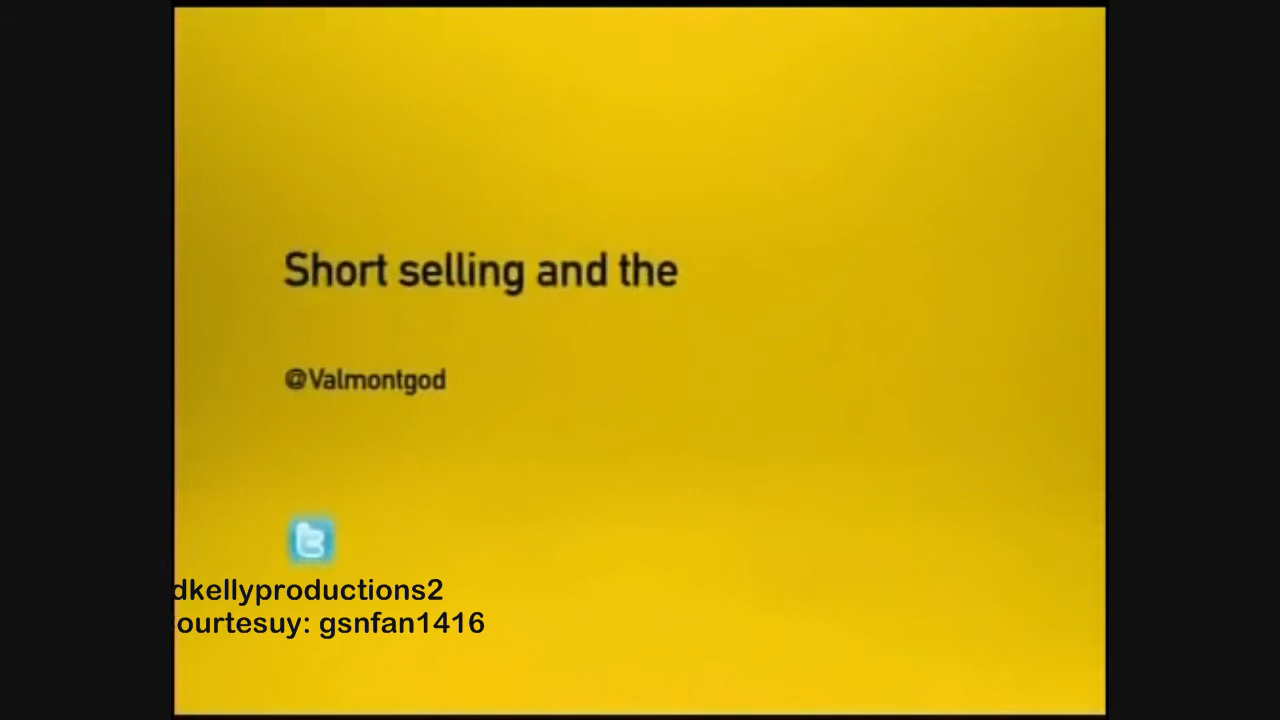 Short selling and the
@Valmontgod
dkellyproductions2
ourtesuy: gsnfan1416